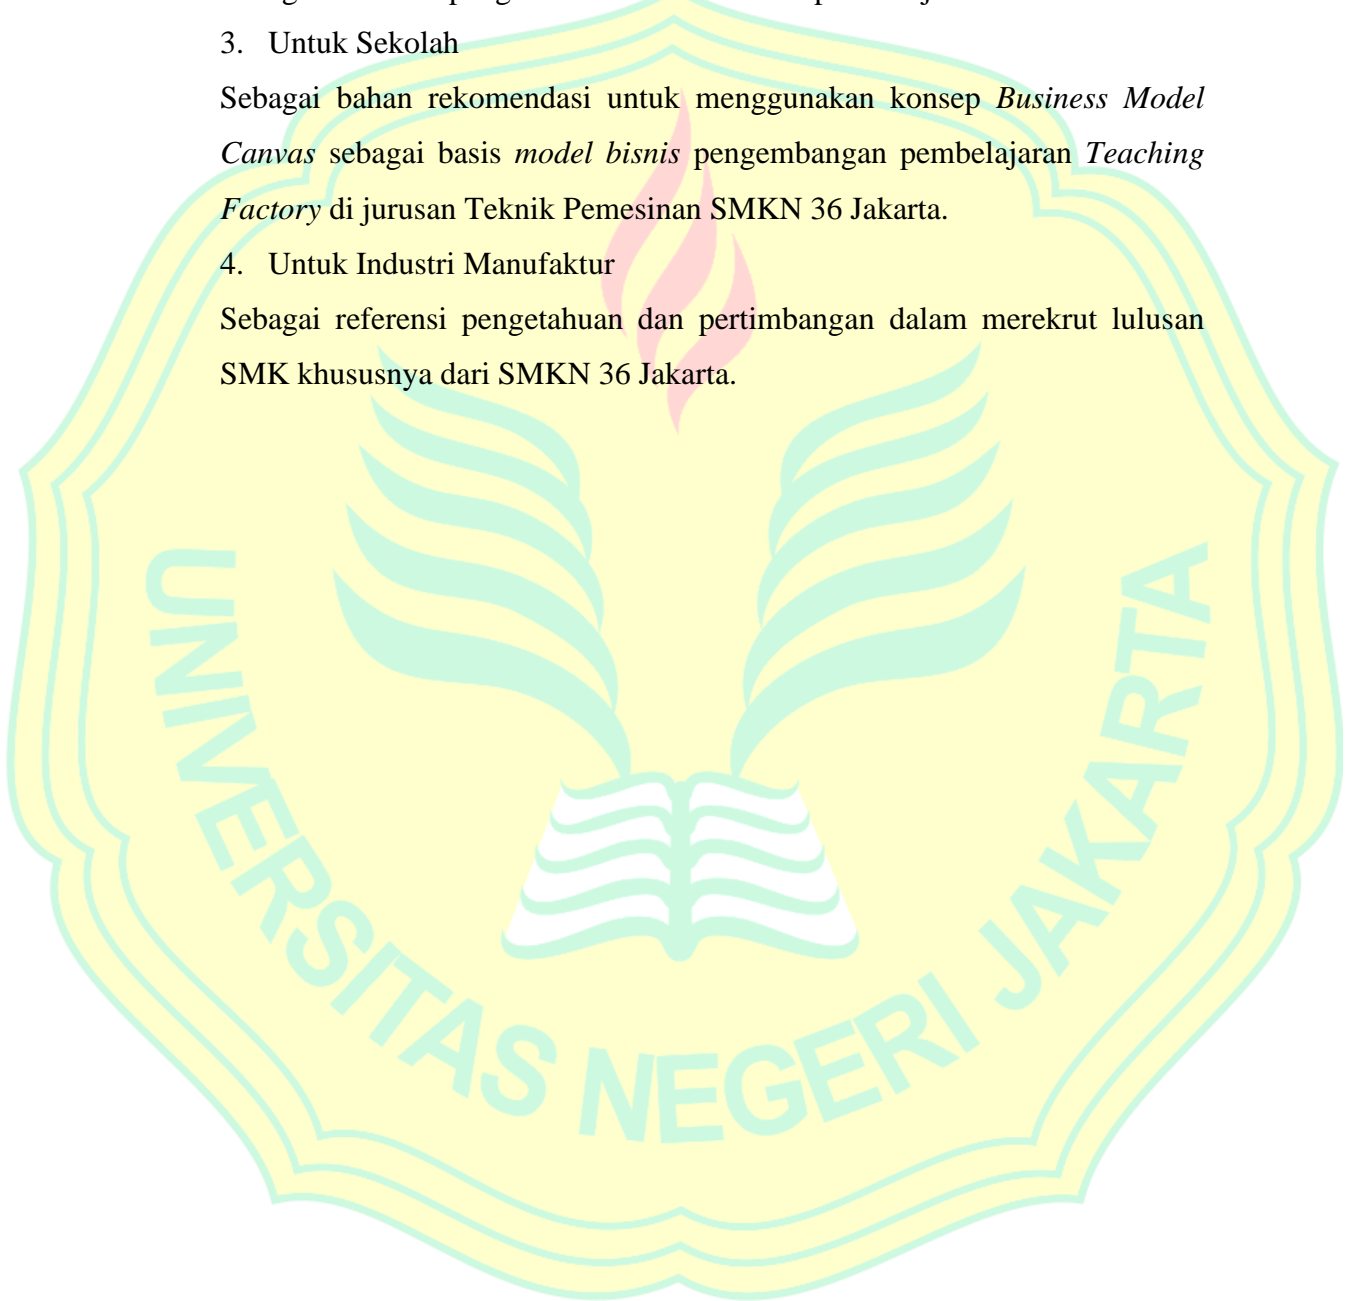 3. Untuk Sekolah
Sebagai bahan rekomendasi untuk menggunakan konsep Business Model
Canvas sebagai basis model bisnis pengembangan pembelajaran Teaching
Factory di jurusan Teknik Pemesinan SMKN 36 Jakarta.
4. Untuk Industri Manufaktur
Sebagai referensi pengetahuan dan pertimbangan dalam merekrut lulusan
SMK khususnya dari SMKN 36 Jakarta.
UNIVERSITAS NEGERI JAKARTA